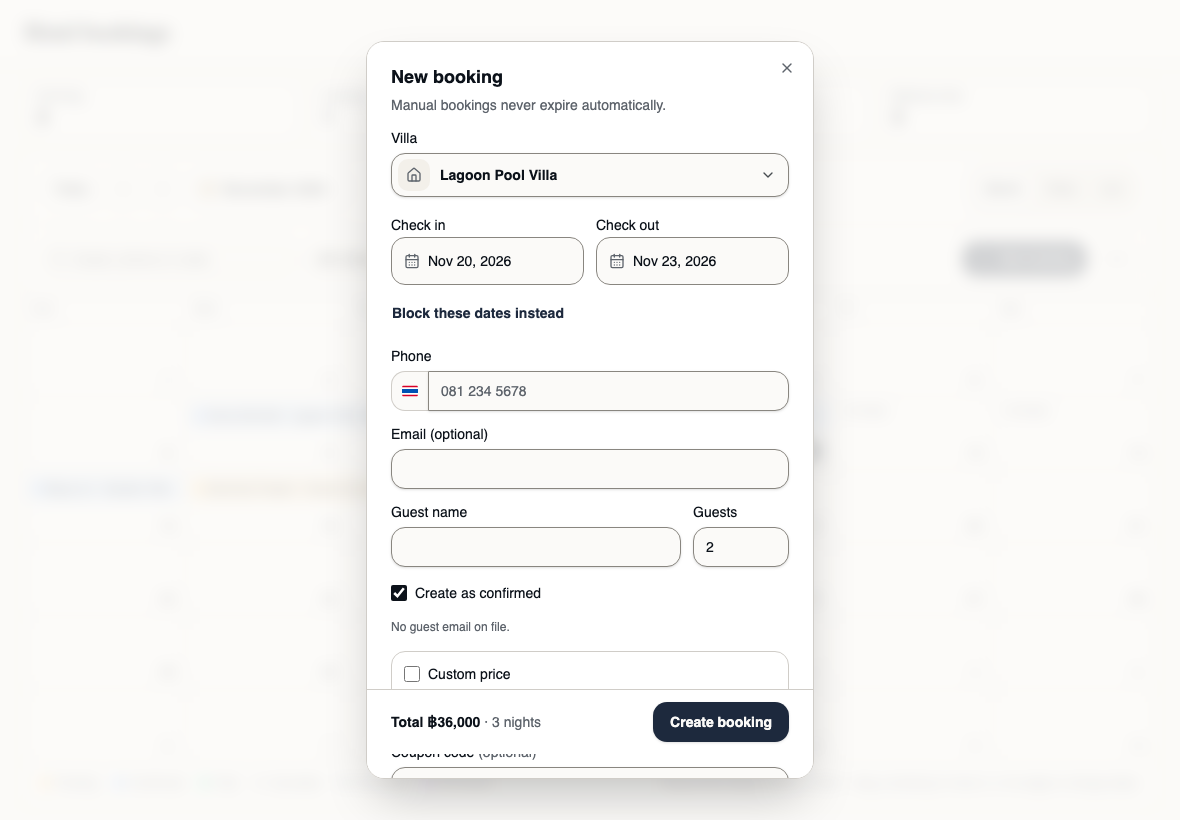 New booking
Manual bookings never expire automatically.
Villa
Lagoon Pool Villa
Check in Check out
Nov 20, 2026 Nov 23, 2026
Block these dates instead
Phone
081 234 5678
Email (optional)
Guest name Guests
2
Create as confirmed
No guest email on file.
Custom price
Total ฿36,000 · 3 nights Create booking
Coupon code (optional)